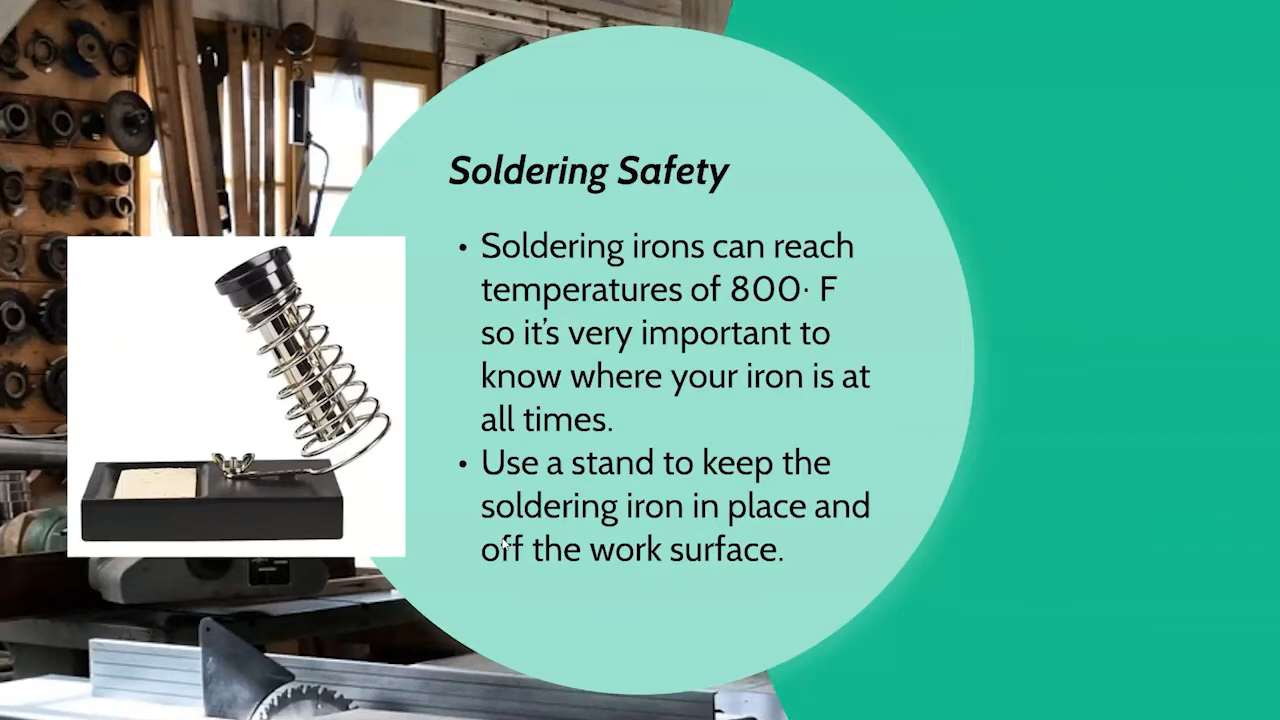 Soldering Safety
• Soldering irons can reach
temperatures of 800· F
so it's very important to
know where your iron is at
all times.
• Use a stand to keep the
soldering iron in place and
off the work surface.